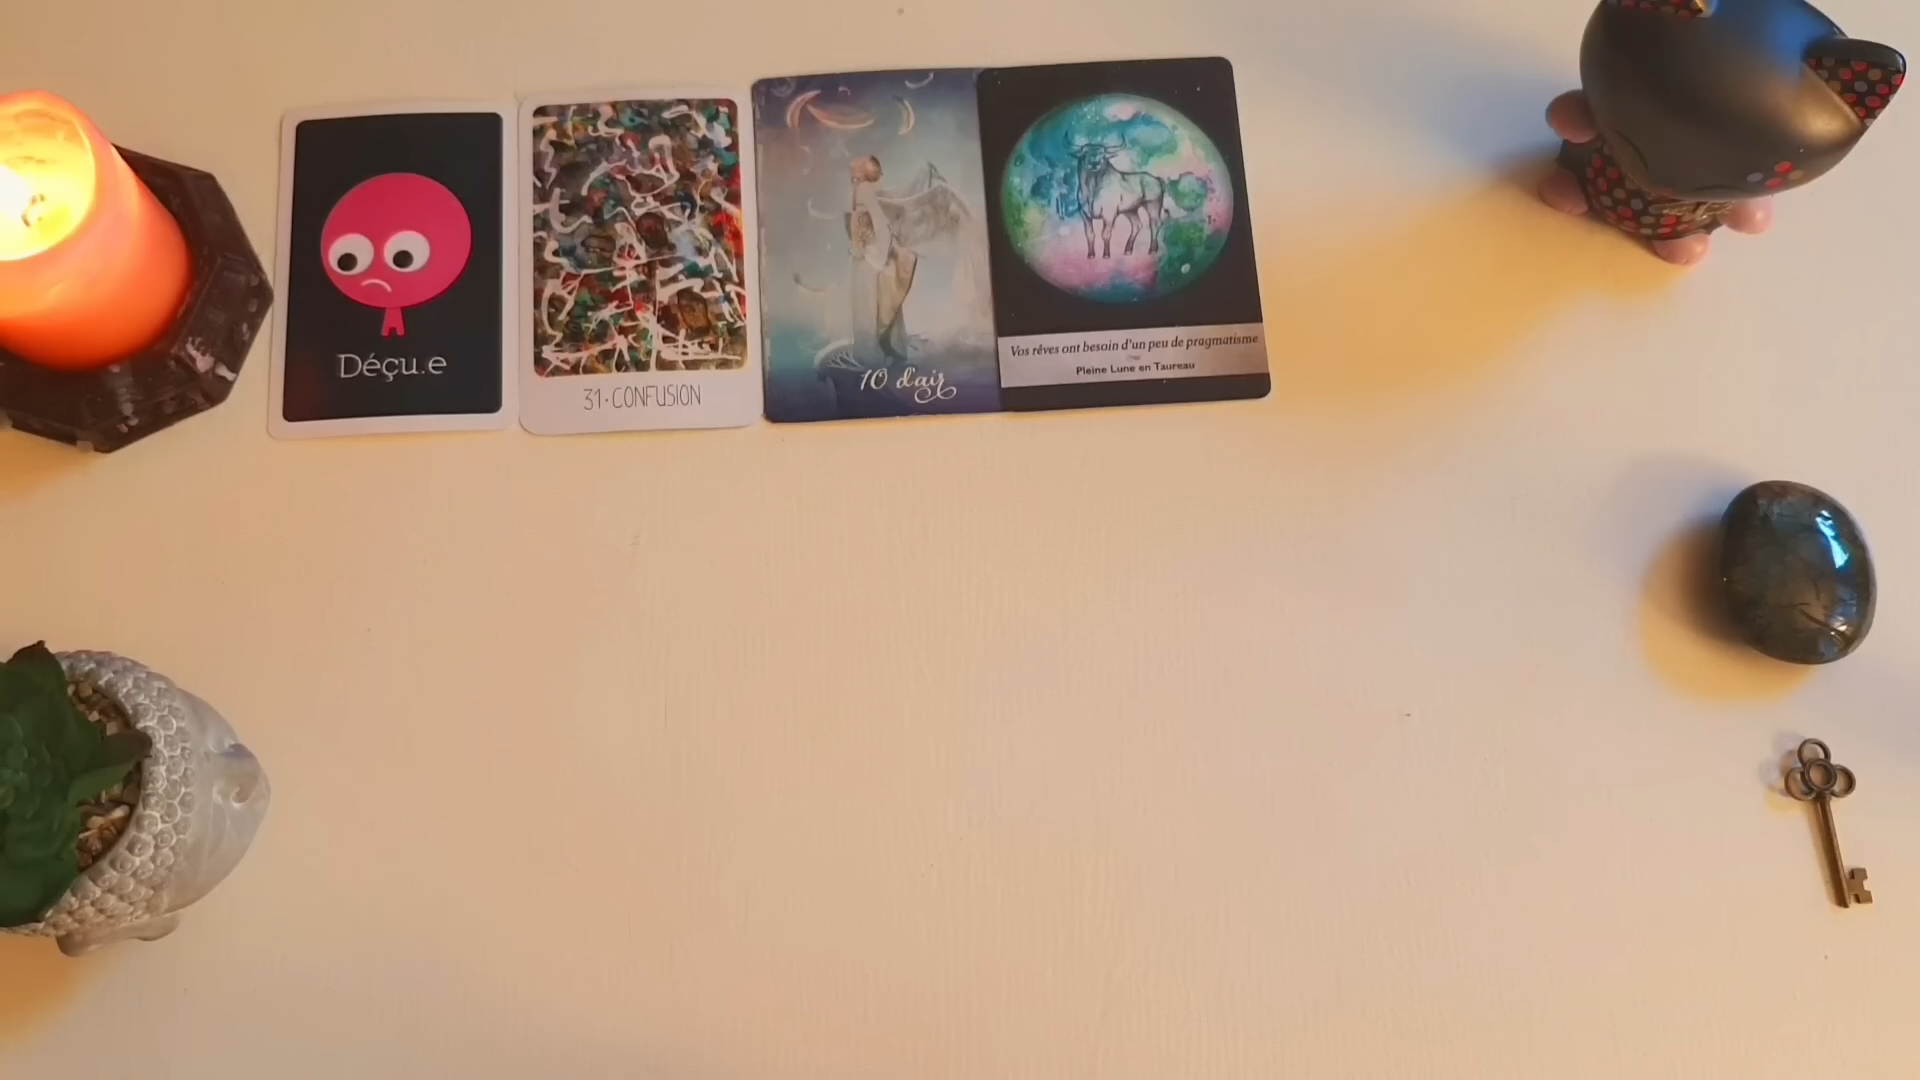 Déçu.e
31·CONFUSION
10 d'air
Vos rêves ont besoin d'un peu de pragmatisme
Pleine Lune en Taureau